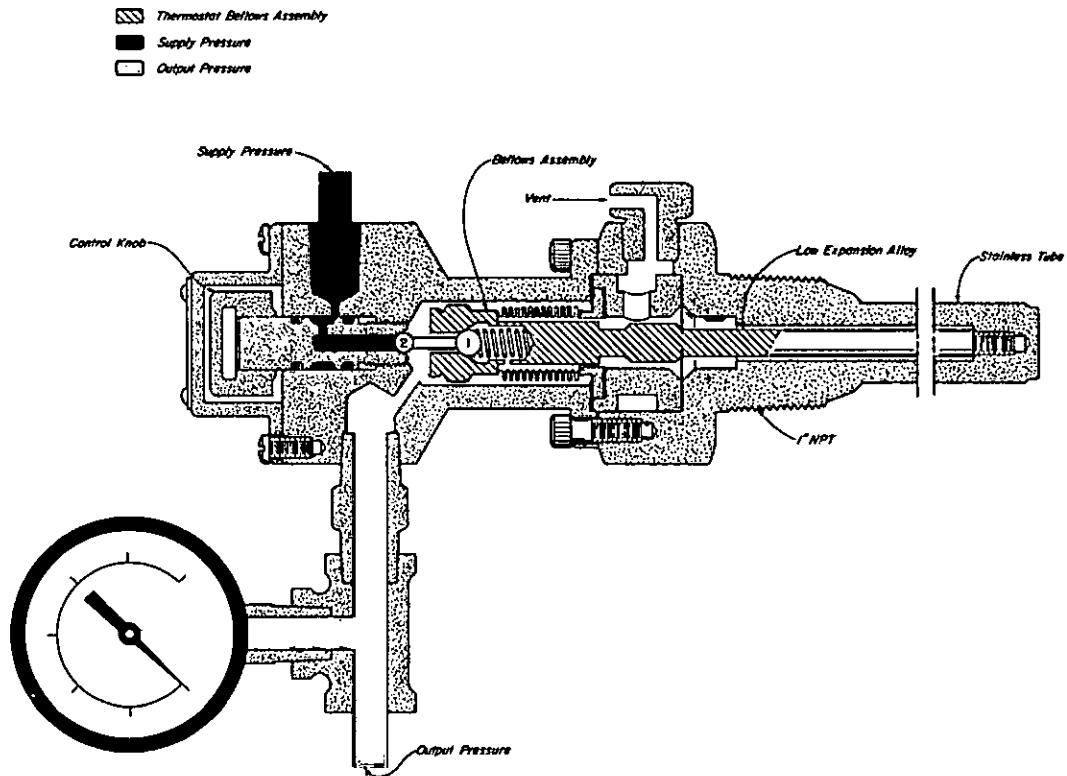 Thermostat Bellows Assembly
Supply Pressure
Output Pressure
Supply Pressure
Bellows Assembly
Vent
Control Knob
Low Expansion Alloy
Stainless Tube
2
1
1" NPT
Output Pressure